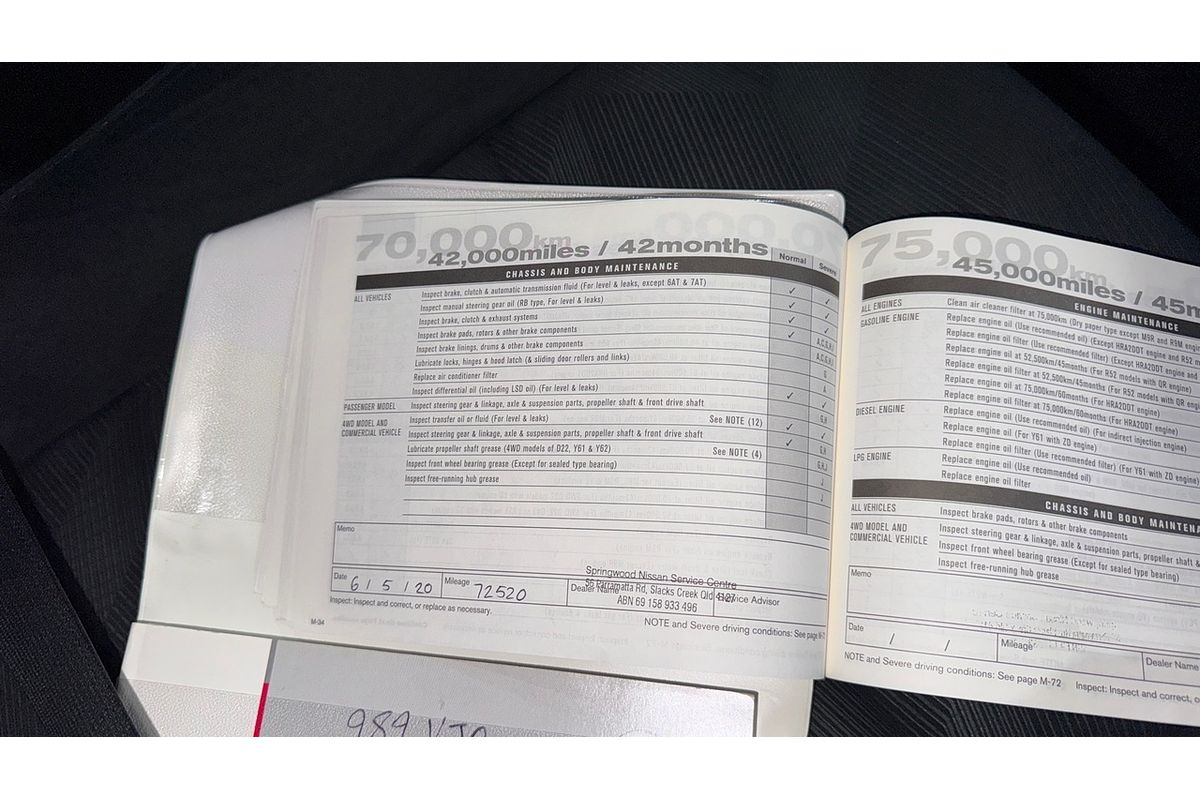 70,000km
42,000miles / 42months
Normal
Severe
CHASSIS AND BODY MAINTENANCE
ALL VEHICLES
Inspect brake, clutch & automatic transmission fluid (For level & leaks, except 6AT & 7AT)
Inspect manual steering gear oil (RB type, For level & leaks)
Inspect brake, clutch & exhaust systems
Inspect brake pads, rotors & other brake components
Inspect brake linings, drums & other brake components
Lubricate locks, hinges & hood latch (& sliding door rollers and links)
Replace air conditioner filter
Inspect differential oil (including LSD oil) (For level & leaks)
PASSENGER MODEL
Inspect steering gear & linkage, axle & suspension parts, propeller shaft & front drive shaft
4WD MODEL AND COMMERCIAL VEHICLE
Inspect transfer oil or fluid (For level & leaks) See NOTE (12)
Inspect steering gear & linkage, axle & suspension parts, propeller shaft & front drive shaft
Lubricate propeller shaft grease (4WD models of D22, Y61 & Y62) See NOTE (4)
Inspect front wheel bearing grease (Except for sealed type bearing)
Inspect free-running hub grease
Memo
Date 6 / 5 / 20 Mileage 72520 Dealer Name Service Advisor
Springwood Nissan Service Centre
56 Parramatta Rd, Slacks Creek Qld 4127
ABN 69 158 933 496
Inspect: Inspect and correct, or replace as necessary.
M-34
NOTE and Severe driving conditions: See page M-7
989 VJ
75,000km
45,000miles / 45m
ENGINE MAINTENANCE
ALL ENGINES
Clean air cleaner filter at 75,000km (Dry paper type except M9R and R9M engin
GASOLINE ENGINE
Replace engine oil (Use recommended oil) (Except HRA2DDT engine and R52 m
Replace engine oil filter (Use recommended filter) (Except HRA2DDT engine and
Replace engine oil at 52,500km/45months (For R52 models with QR engine)
Replace engine oil filter at 52,500km/45months (For R52 models with QR engine
Replace engine oil at 75,000km/60months (For HRA2DDT engine)
Replace engine oil filter at 75,000km/60months (For HRA2DDT engine)
DIESEL ENGINE
Replace engine oil (Use recommended oil) (For indirect injection engine)
Replace engine oil (For Y61 with ZD engine)
Replace engine oil filter (Use recommended filter) (For Y61 with ZD engine)
LPG ENGINE
Replace engine oil (Use recommended oil)
Replace engine oil filter
CHASSIS AND BODY MAINTENA
ALL VEHICLES
Inspect brake pads, rotors & other brake components
4WD MODEL AND COMMERCIAL VEHICLE
Inspect steering gear & linkage, axle & suspension parts, propeller shaft &
Inspect front wheel bearing grease (Except for sealed type bearing)
Inspect free-running hub grease
Memo
Date / / Mileage Dealer Name
NOTE and Severe driving conditions: See page M-72 Inspect: Inspect and correct, o